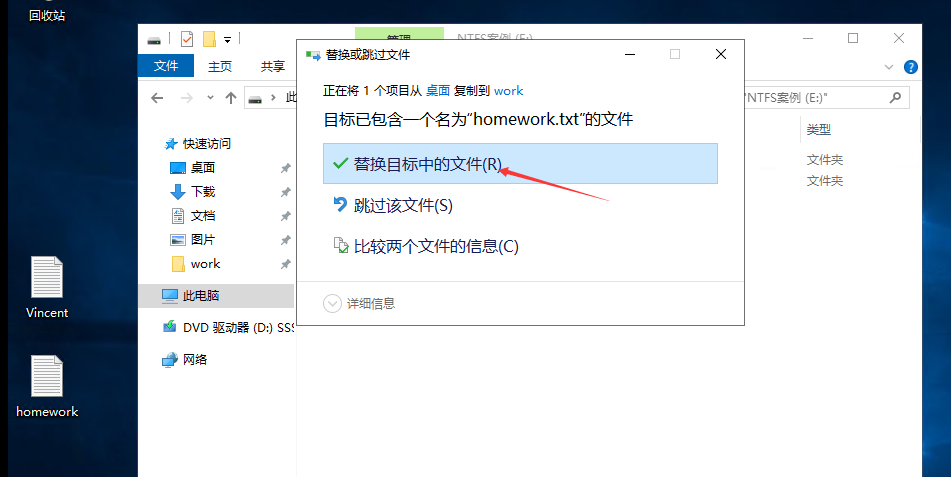 回收站
管理
NTFS案例 (E:)
文件
主页
共享
此
"NTFS案例 (E:)"
替换或跳过文件
正在将 1 个项目从 桌面 复制到 work
目标已包含一个名为“homework.txt”的文件
替换目标中的文件(R)
跳过该文件(S)
比较两个文件的信息(C)
详细信息
类型
文件夹
文件夹
快速访问
桌面
下载
文档
图片
work
此电脑
DVD 驱动器 (D:) SS
网络
Vincent
homework